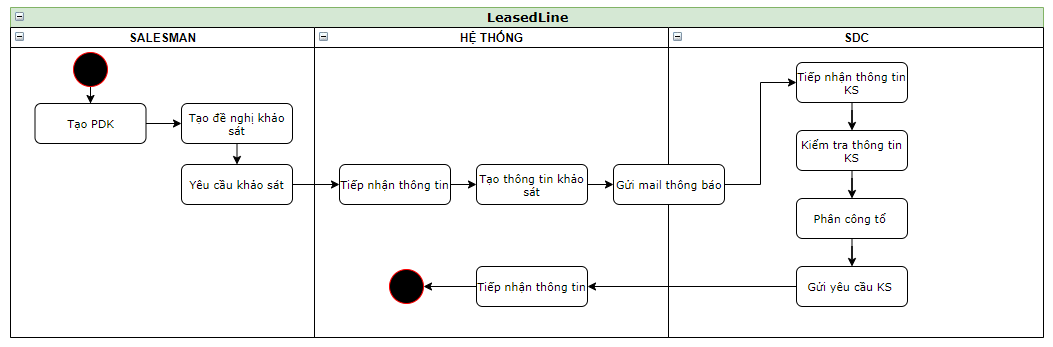 LeasedLine
SALESMAN
HỆ THỐNG
SDC
Tạo PDK
Tạo đề nghị khảo
sát
Yêu cầu khảo sát
Tiếp nhận thông tin
Tạo thông tin khảo
sát
Gửi mail thông báo
Tiếp nhận thông tin
KS
Kiểm tra thông tin
KS
Phân công tổ
Gửi yêu cầu KS
Tiếp nhận thông tin